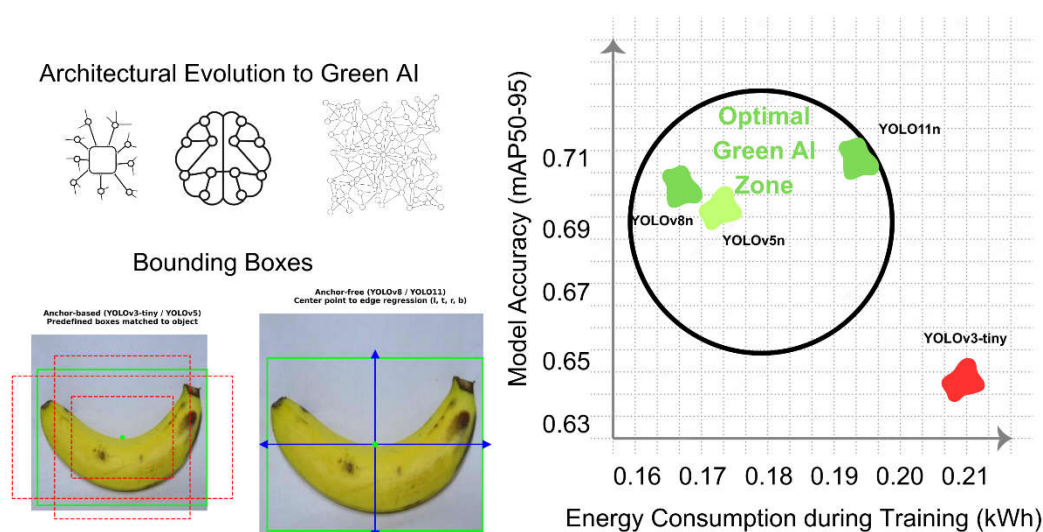 Architectural Evolution to Green AI
Bounding Boxes
Anchor-based (YOLOv3-tiny / YOLOv5)
Predefined boxes matched to object
Anchor-free (YOLOv8 / YOLO11)
Center point to edge regression (l, t, r, b)
Model Accuracy (mAP50-95)
0.71
0.69
0.67
0.65
0.63
Optimal
Green AI
Zone
YOLO11n
YOLOv8n
YOLOv5n
YOLOv3-tiny
0.16
0.17
0.18
0.19
0.20
0.21
Energy Consumption during Training (kWh)